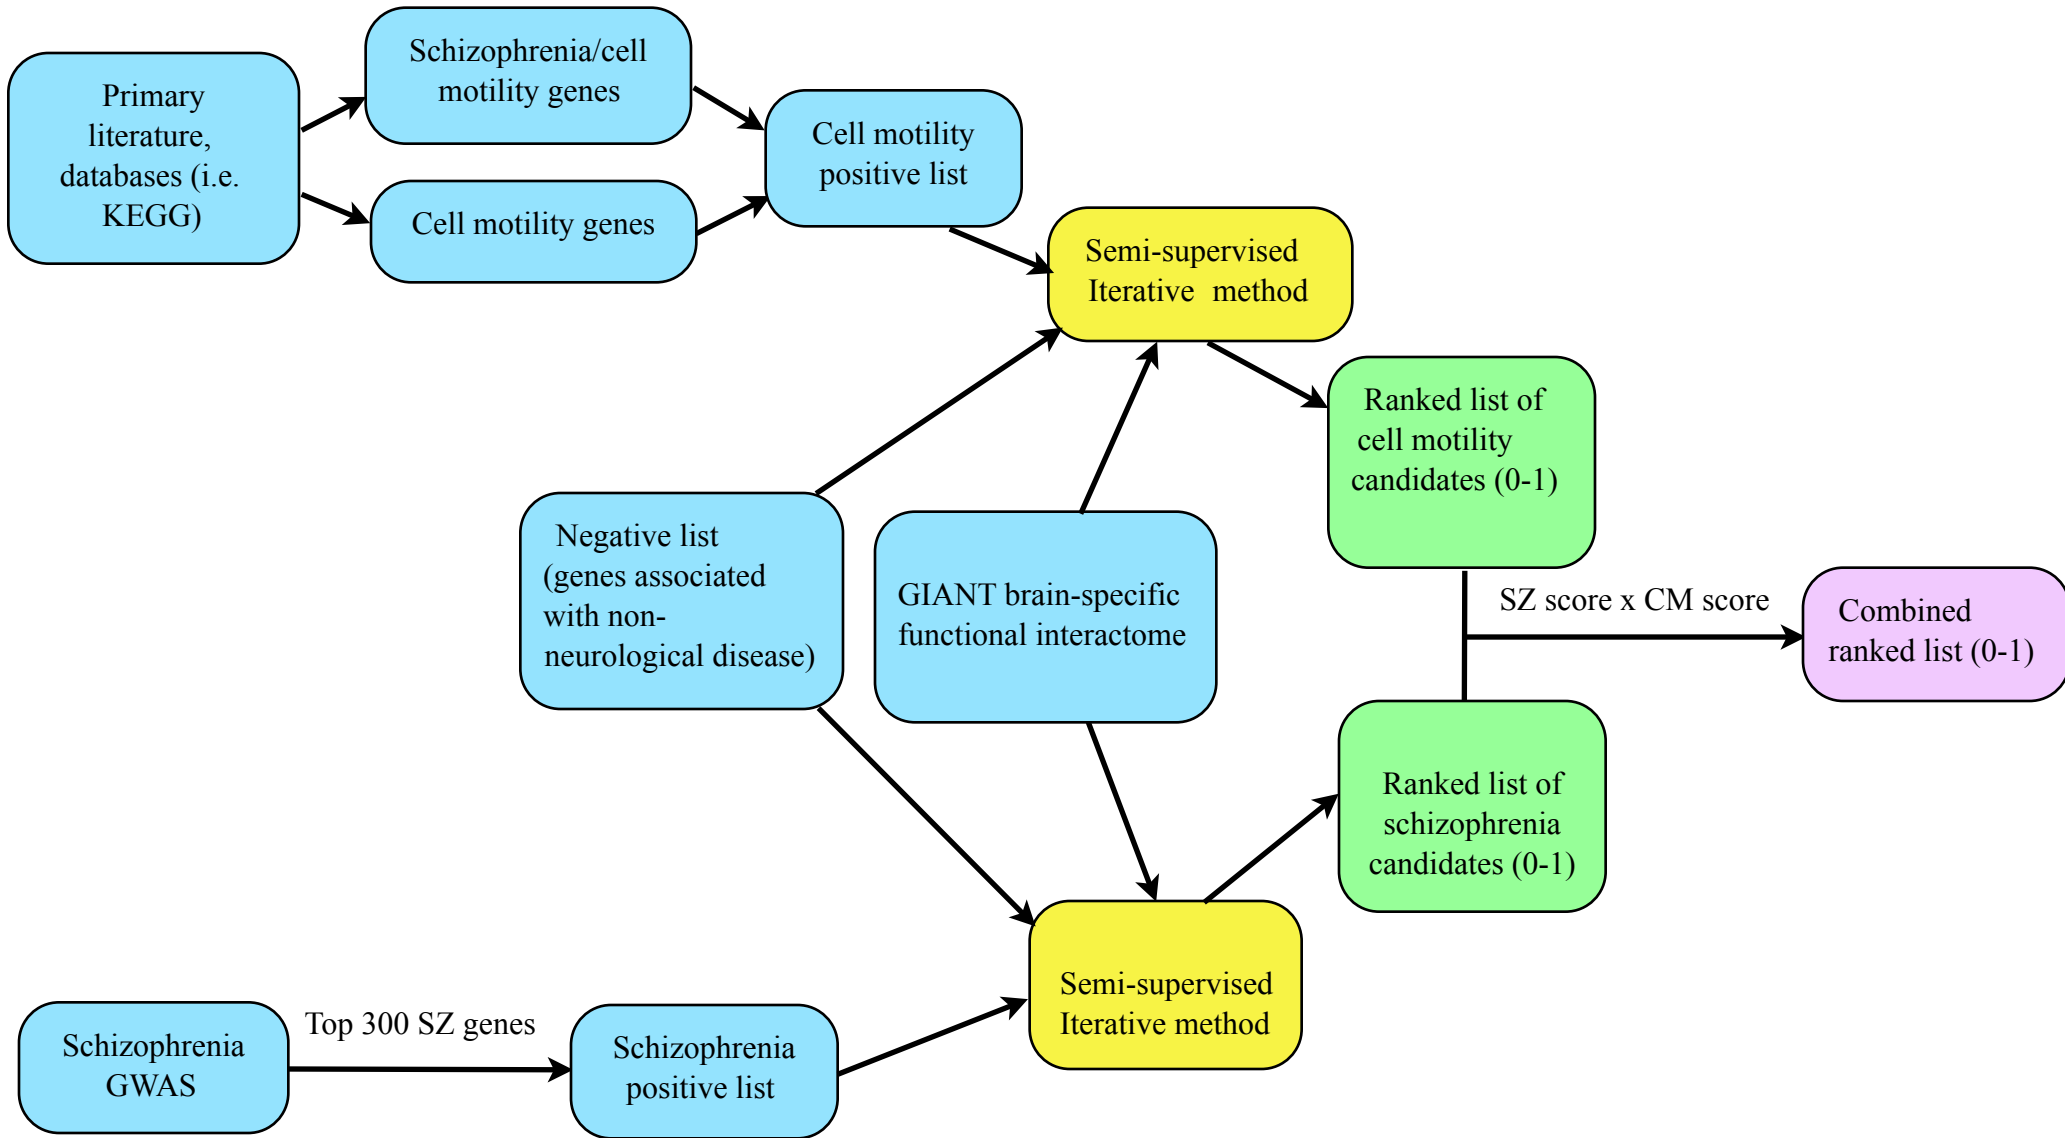 Primary
literature,
databases (i.e.
KEGG)
Schizophrenia/cell
motility genes
Cell motility genes
Cell motility
positive list
Semi-supervised
Iterative method
Ranked list of
cell motility
candidates (0-1)
Negative list
(genes associated
with non-
neurological disease)
GIANT brain-specific
functional interactome
SZ score x CM score
Combined
ranked list (0-1)
Ranked list of
schizophrenia
candidates (0-1)
Semi-supervised
Iterative method
Schizophrenia
GWAS
Top 300 SZ genes
Schizophrenia
positive list